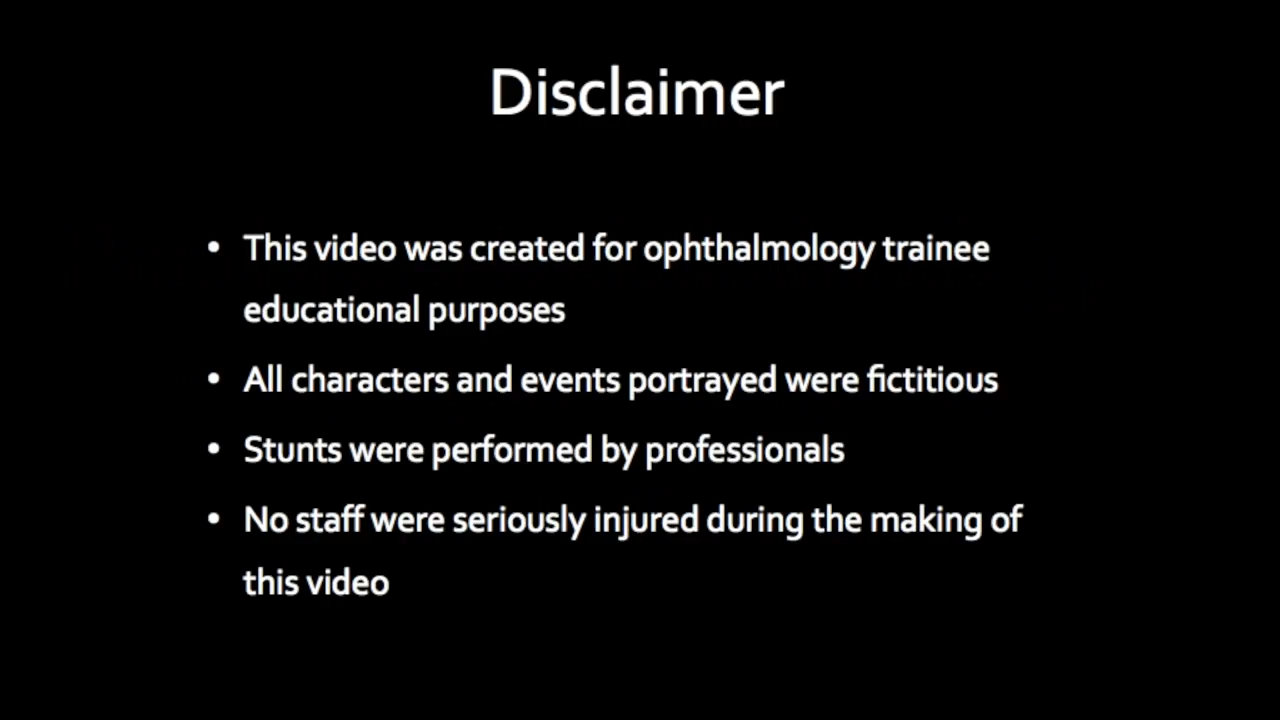 Disclaimer
• This video was created for ophthalmology trainee
educational purposes
• All characters and events portrayed were fictitious
• Stunts were performed by professionals
• No staff were seriously injured during the making of
this video